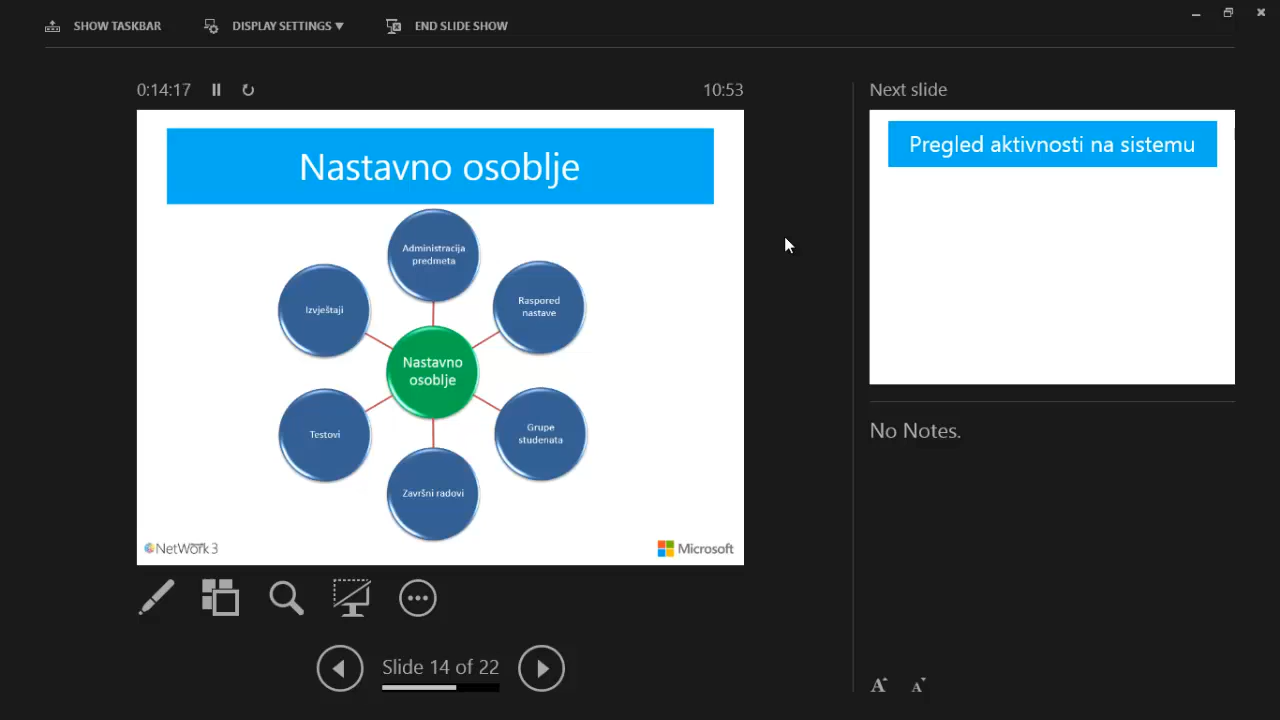 SHOW TASKBAR
DISPLAY SETTINGS ▼
END SLIDE SHOW
0:14:17
10:53
Nastavno osoblje
Administracija
predmeta
Raspored
nastave
Grupe
studenata
Završni radovi
Testovi
Izvještaji
Nastavno
osoblje
NetWork 3
Microsoft
Slide 14 of 22
Next slide
Pregled aktivnosti na sistemu
No Notes.
A
A